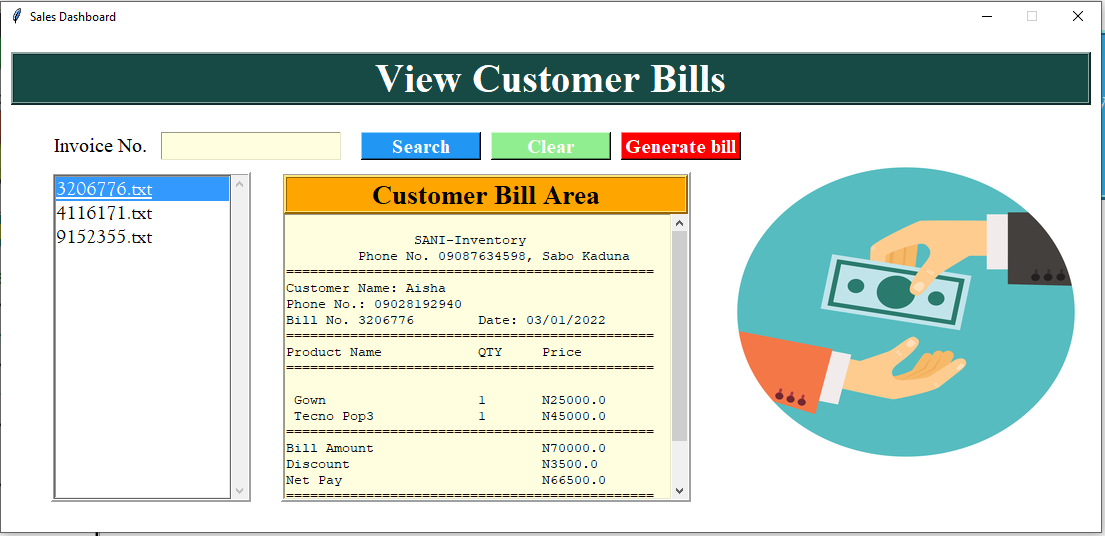 Sales Dashboard
View Customer Bills
Invoice No. Search Clear Generate bill
3206776.txt
4116171.txt
9152355.txt
Customer Bill Area
SANI-Inventory
Phone No. 09087634598, Sabo Kaduna
==============================================
Customer Name: Aisha
Phone No.: 09028192940
Bill No. 3206776 Date: 03/01/2022
==============================================
Product Name QTY Price
==============================================
Gown 1 N25000.0
Tecno Pop3 1 N45000.0
==============================================
Bill Amount N70000.0
Discount N3500.0
Net Pay N66500.0
==============================================